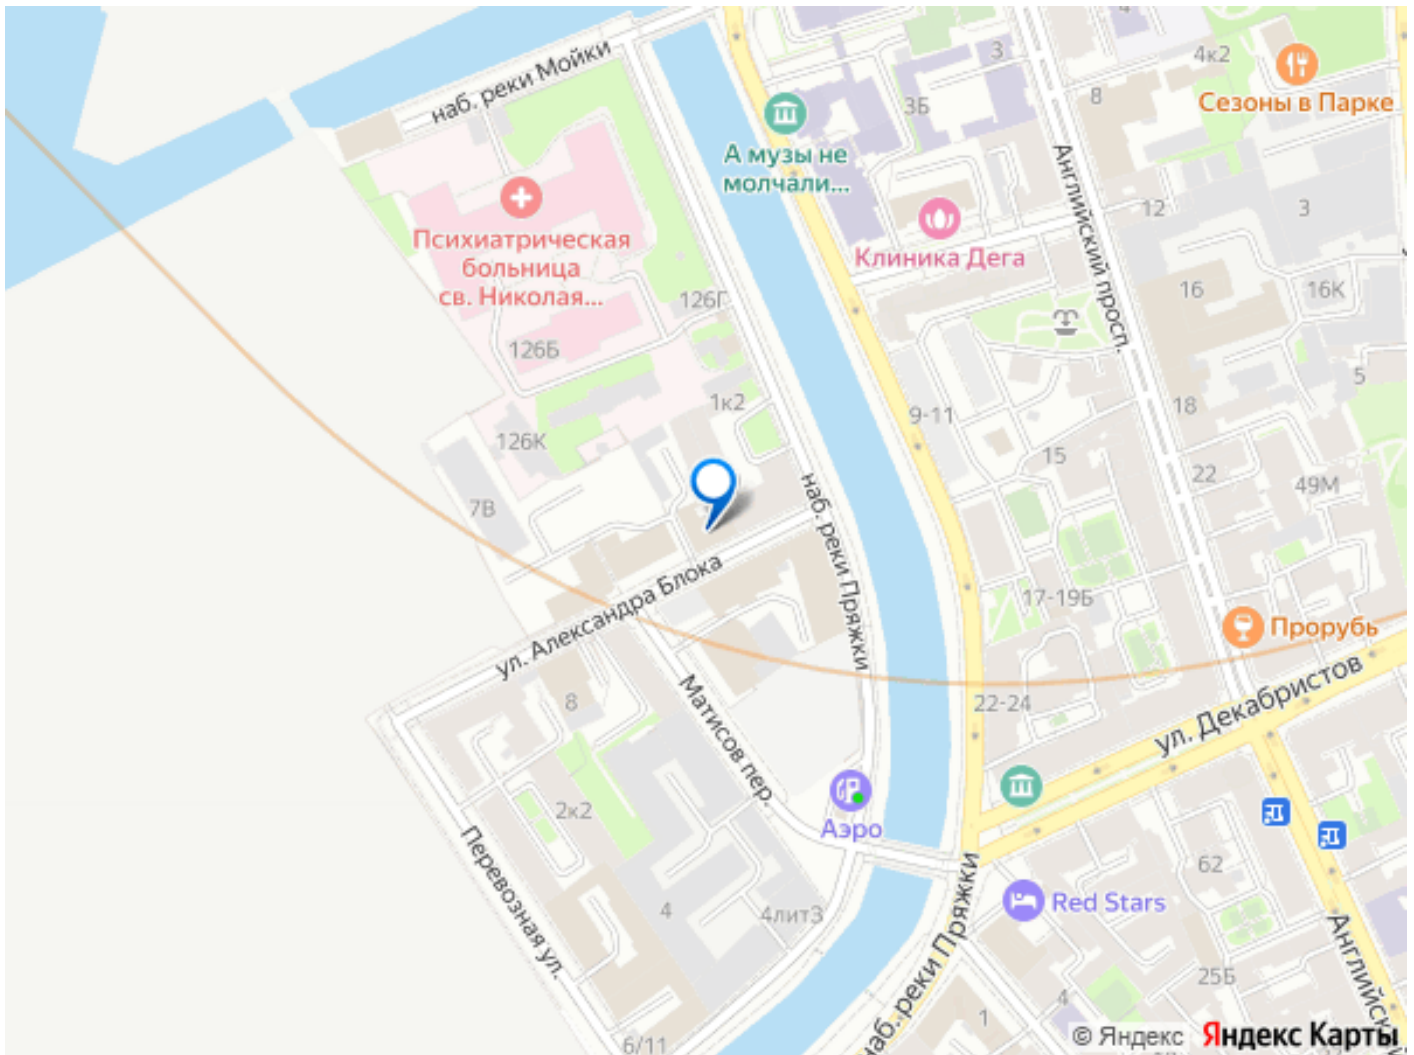 наб. реки Мойки
3
4
4к2
8
3Б
Сезоны в Парке
А музы не
молчали...
Английский просп.
Психиатрическая
больница
св. Николая...
Клиника Дега
12
3
126Г
16
16К
126Б
5
1к2
9-11
18
126К
15
22
49М
7В
наб. реки Пряжки
ул. Александра Блока
17-19Б
Прорубь
8
Матисов пер.
22-24
ул. Декабристов
2к2
Аэро
Перевозная ул.
62
4
4литЗ
Red Stars
наб. реки Пряжки
25Б
Английский
4
1
6/11
© Яндекс Яндекс Карты